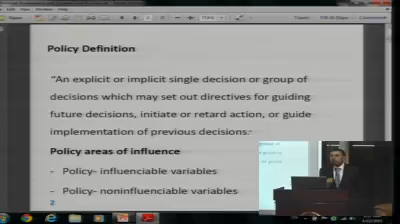 Policy Definition
"An explicit or implicit single decision or group of
decisions which may set out directives for guiding
future decisions, initiate or retard action, or guide
implementation of previous decisions."
Policy areas of influence
- Policy- influenciable variables
- Policy- noninfluenciable variables
2